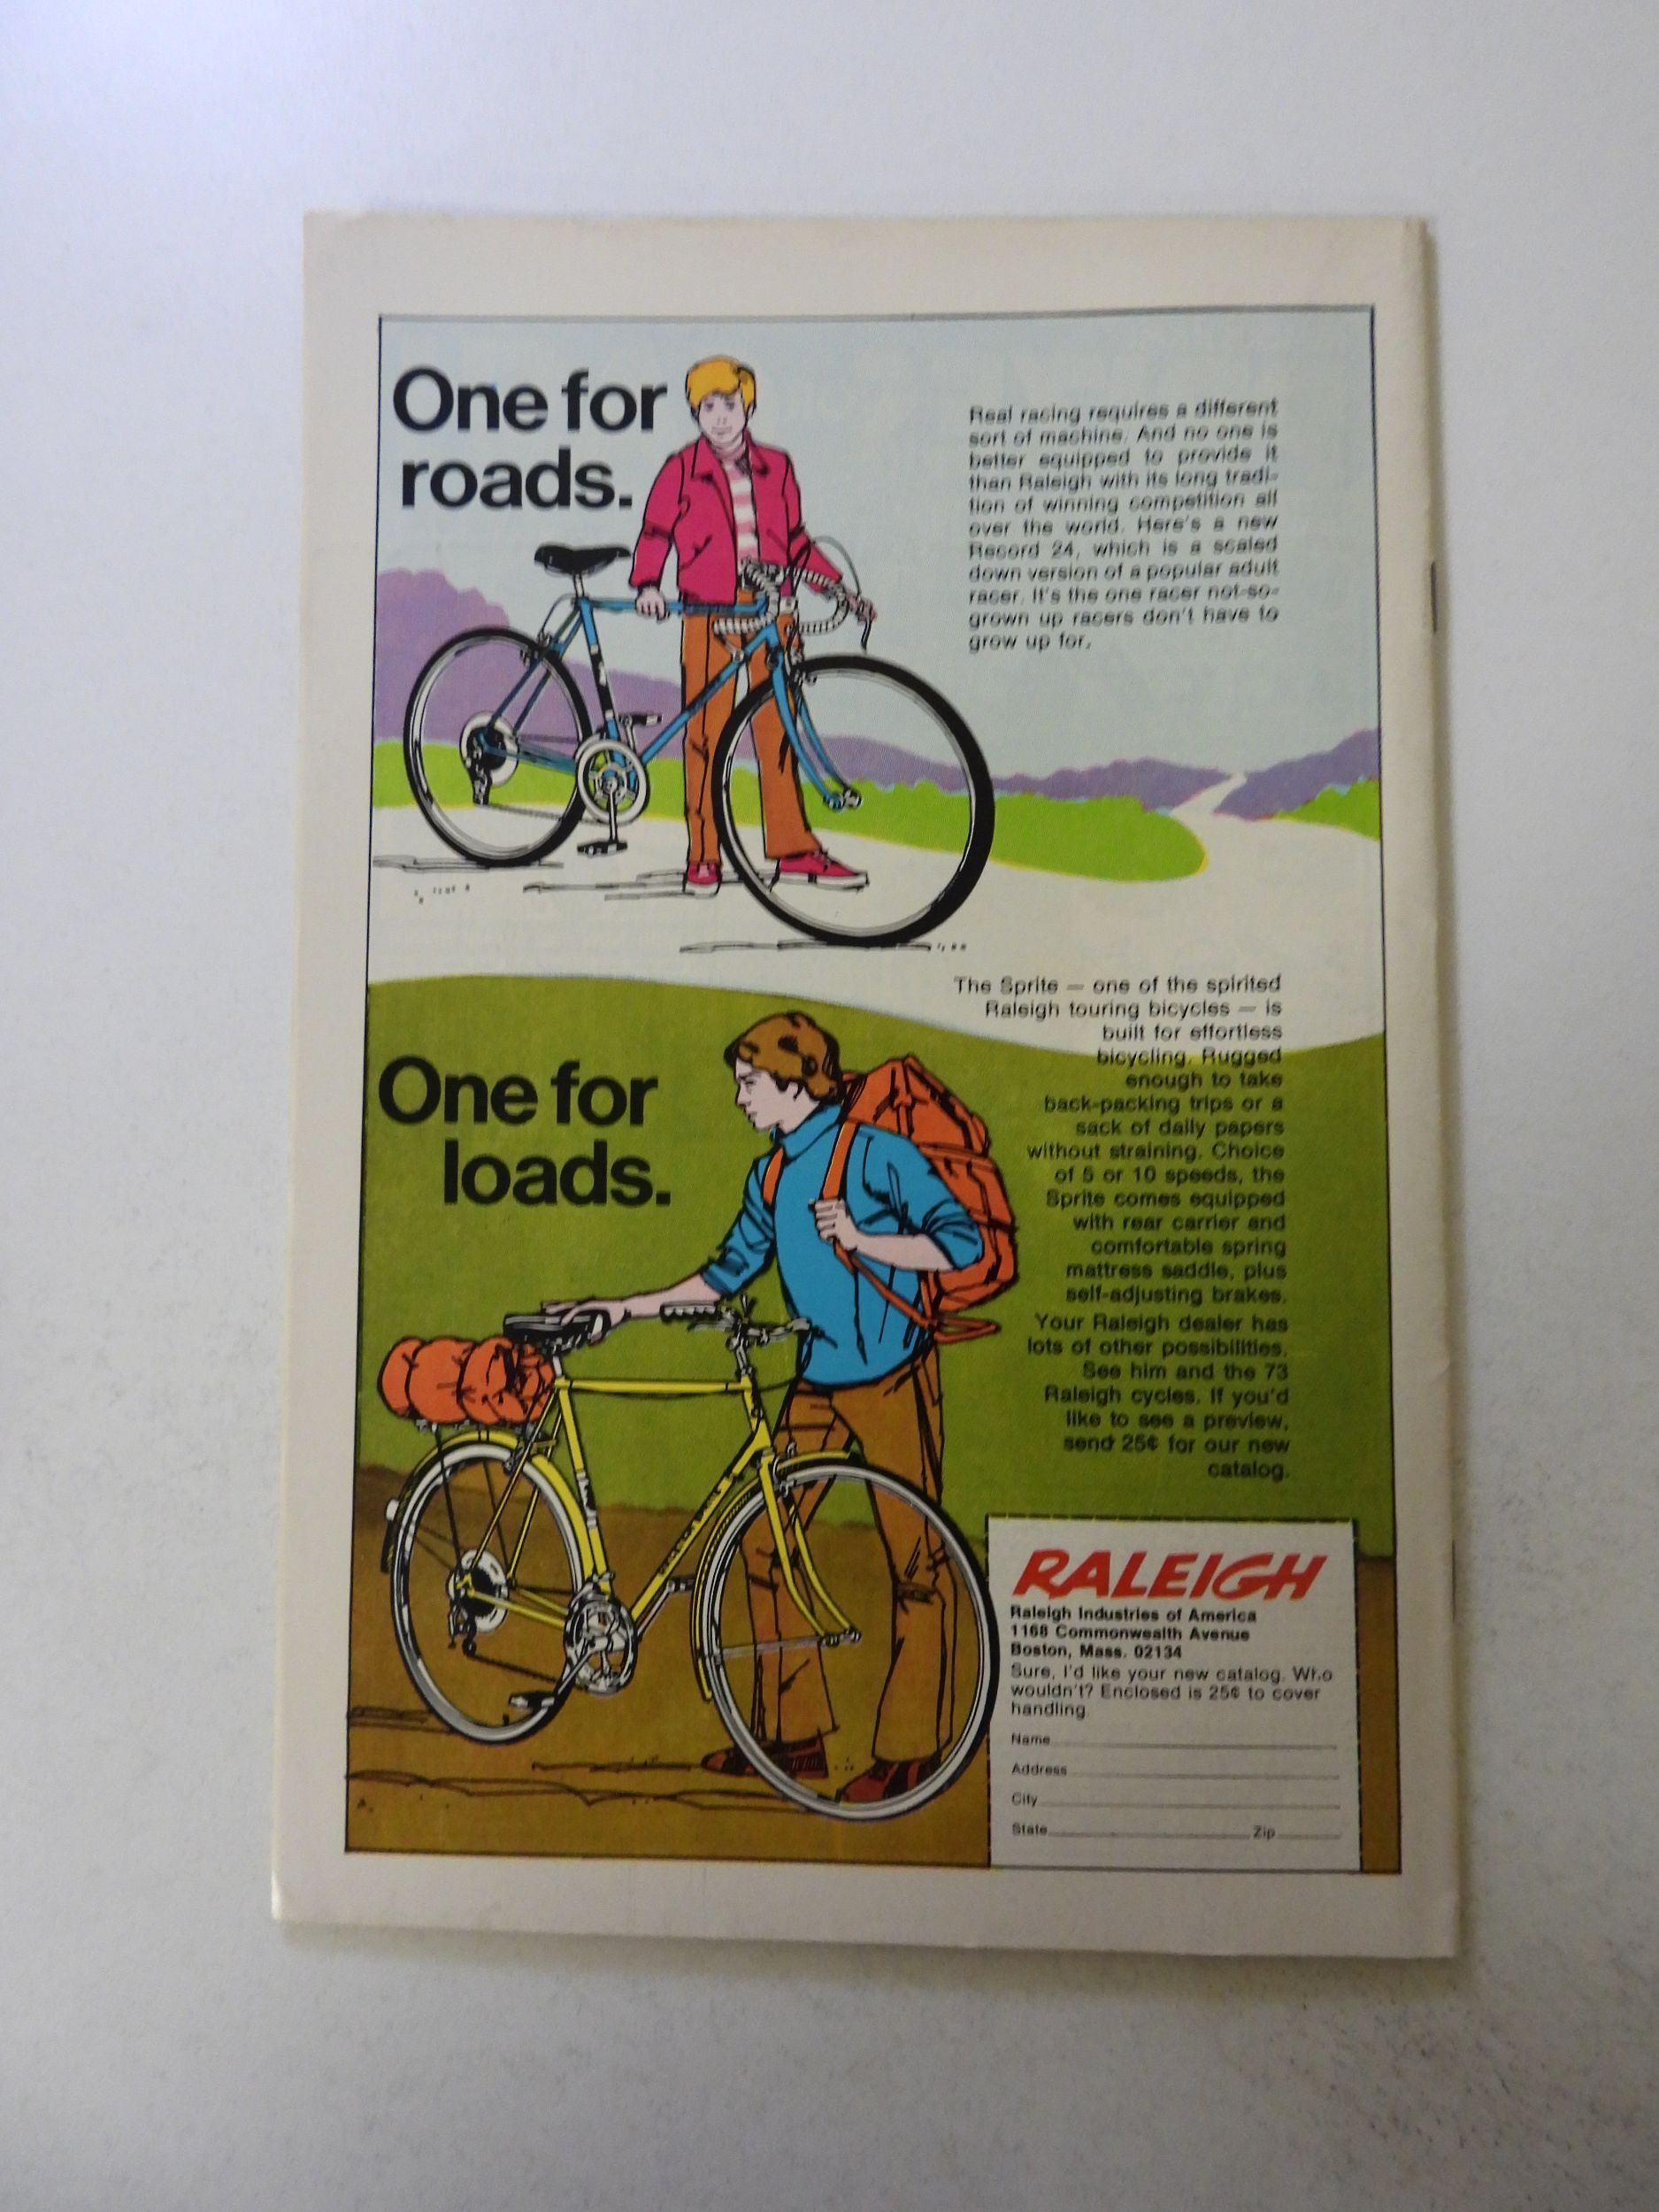 One for
roads.
Real racing requires a different
sort of machine. And no one is
better equipped to provide it
than Raleigh with its long tradi-
tion of winning competition all
over the world. Here's a new
Record 24, which is a scaled
down version of a popular adult
racer. It's the one racer not-so-
grown up racers don't have to
grow up for.
The Sprite — one of the spirited
Raleigh touring bicycles — is
built for effortless
bicycling. Rugged
enough to take
back-packing trips or a
sack of daily papers
without straining. Choice
of 5 or 10 speeds, the
Sprite comes equipped
with rear carrier and
comfortable spring
mattress saddle, plus
self-adjusting brakes.
Your Raleigh dealer has
lots of other possibilities.
See him and the 73
Raleigh cycles. If you'd
like to see a preview,
send 25¢ for our new
catalog.
One for
loads.
RALEIGH
Raleigh Industries of America
1168 Commonwealth Avenue
Boston, Mass. 02134
Sure, I'd like your new catalog. Who
wouldn't? Enclosed is 25¢ to cover
handling.
Name
Address
City
State Zip